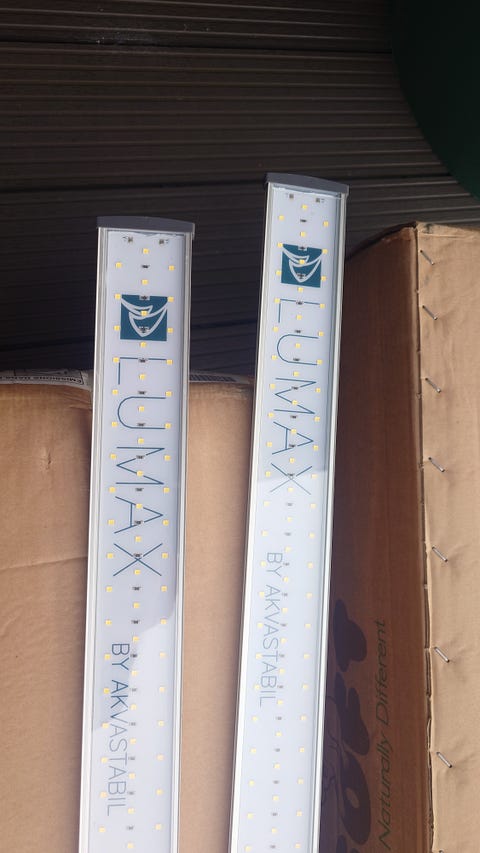 LUMAX
BY AKVASTABIL
LUMAX
BY AKVASTABIL
Naturally Different